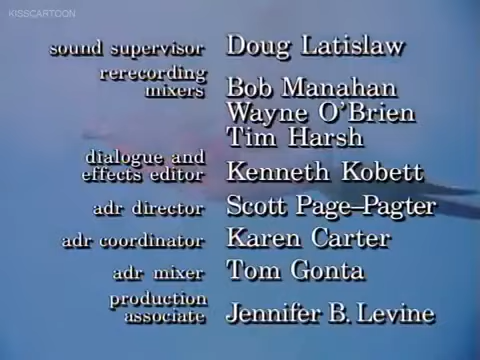 KISSCARTOON
sound supervisor Doug Latislaw
rerecording
mixers Bob Manahan
Wayne O'Brien
Tim Harsh
dialogue and
effects editor Kenneth Kobett
adr director Scott Page–Pagter
adr coordinator Karen Carter
adr mixer Tom Gonta
production
associate Jennifer B. Levine